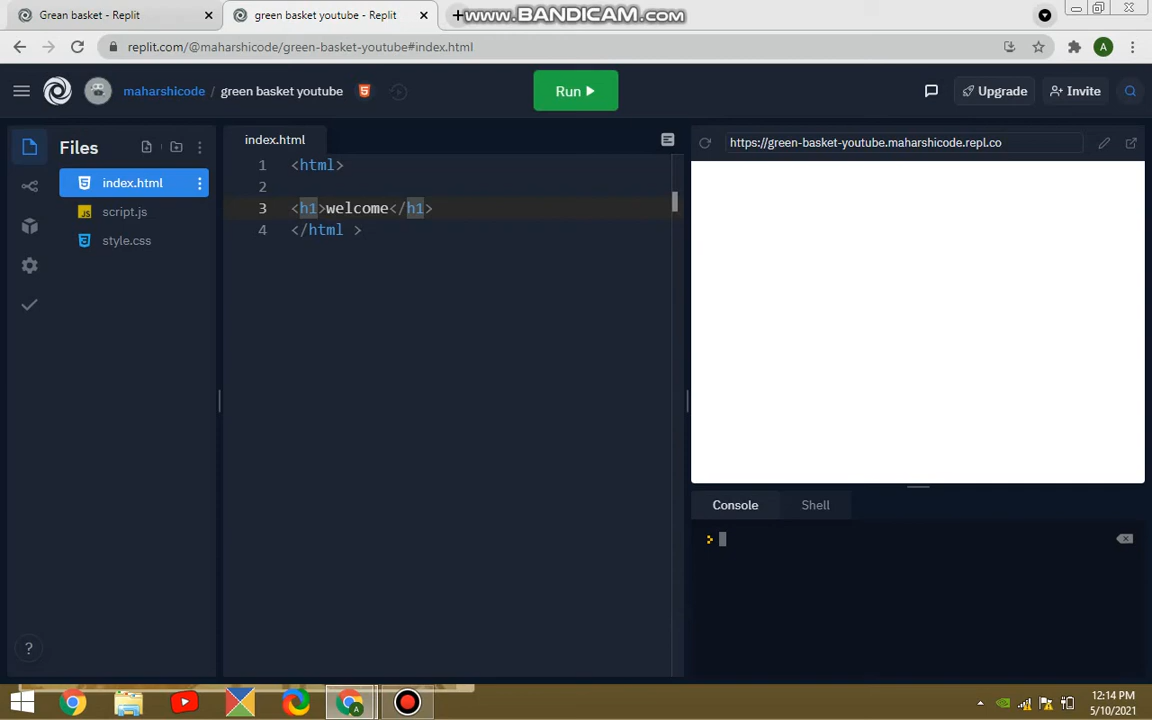 Grean basket - Replit
green basket youtube - Replit
www.BANDICAM.com
replit.com/@maharshicode/green-basket-youtube#index.html
A
maharshicode / green basket youtube
Run
Upgrade
Invite
Files
index.html
JS script.js
style.css
index.html
1 <html>
2
3 <h1>welcome</h1>
4 </html >
https://green-basket-youtube.maharshicode.repl.co
Console
Shell
?
A
12:14 PM
5/10/2021